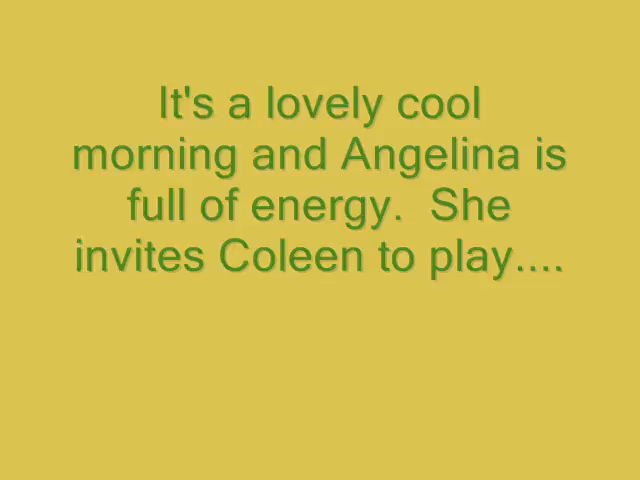 It's a lovely cool
morning and Angelina is
full of energy.  She
invites Coleen to play....